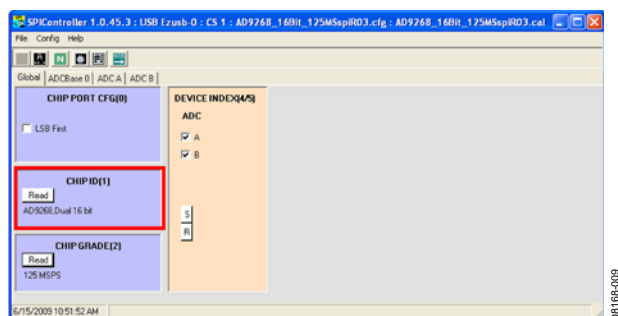 SPIController 1.0.45.3 : USB Ezusb-0 : CS 1 : AD9268_16Bit_125MSspiR03.cfg : AD9268_16Bit_125MSspiR03.cal
File Config Help
Global ADCBase 0 ADC A ADC B
CHIP PORT CFG(0)
LSB First
DEVICE INDEX(4/5)
ADC
A
B
CHIP ID(1)
Read
AD9268,Dual 16 bit
S
R
CHIP GRADE(2)
Read
125 MSPS
6/15/2009 10:51:52 AM
08168-009